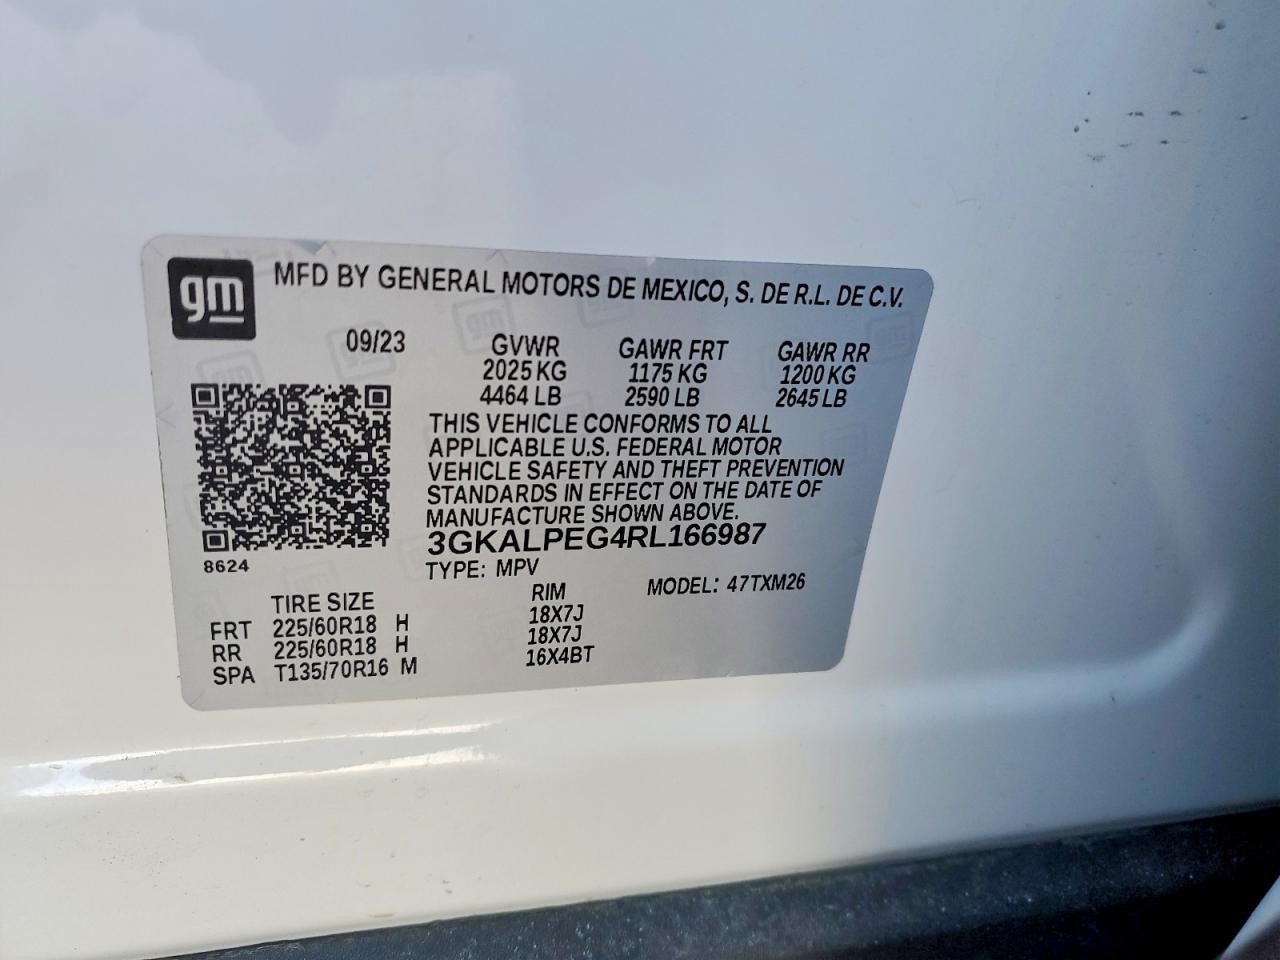 gm
MFD BY GENERAL MOTORS DE MEXICO, S. DE R.L. DE C.V.
09/23 GVWR GAWR FRT GAWR RR
2025 KG 1175 KG 1200 KG
4464 LB 2590 LB 2645 LB
THIS VEHICLE CONFORMS TO ALL
APPLICABLE U.S. FEDERAL MOTOR
VEHICLE SAFETY AND THEFT PREVENTION
STANDARDS IN EFFECT ON THE DATE OF
MANUFACTURE SHOWN ABOVE.
3GKALPEG4RL166987
8624
TYPE: MPV MODEL: 47TXM26
TIRE SIZE RIM
FRT 225/60R18 H 18X7J
RR 225/60R18 H 18X7J
SPA T135/70R16 M 16X4BT